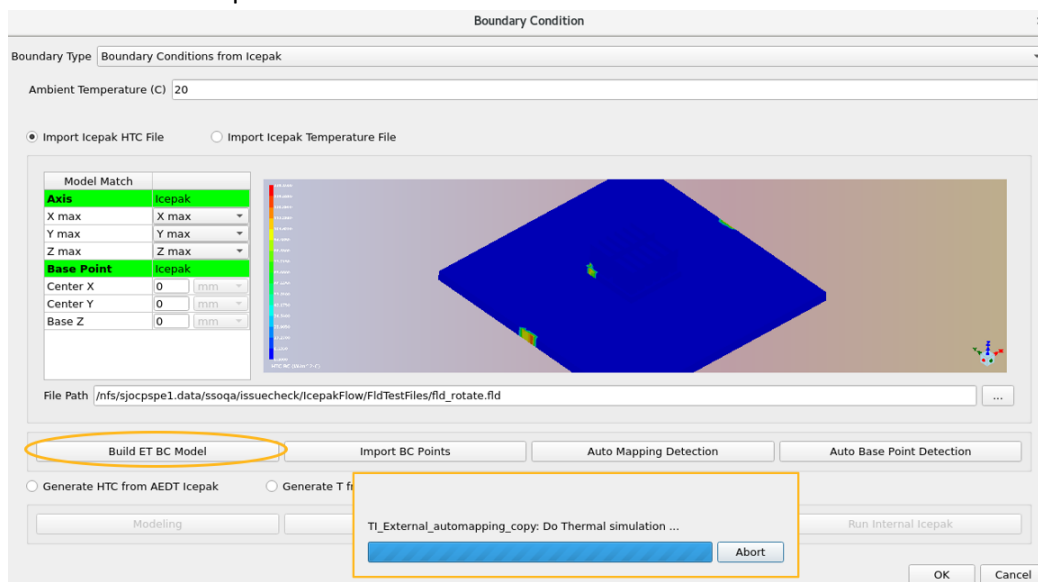 Boundary Condition
Boundary Type Boundary Conditions from Icepak
Ambient Temperature (C) 20
Import Icepak HTC File Import Icepak Temperature File
Model Match
Axis Icepak
X max X max
Y max Y max
Z max Z max
Base Point Icepak
Center X 0 mm
Center Y 0 mm
Base Z 0 mm
File Path /nfs/sjocpspe1.data/ssoqa/issuecheck/IcepakFlow/FldTestFiles/fld_rotate.fld ...
Build ET BC Model Import BC Points Auto Mapping Detection Auto Base Point Detection
Generate HTC from AEDT Icepak Generate T f
TI_External_automapping_copy: Do Thermal simulation ...
Modeling Run Internal Icepak
Abort
OK Cancel